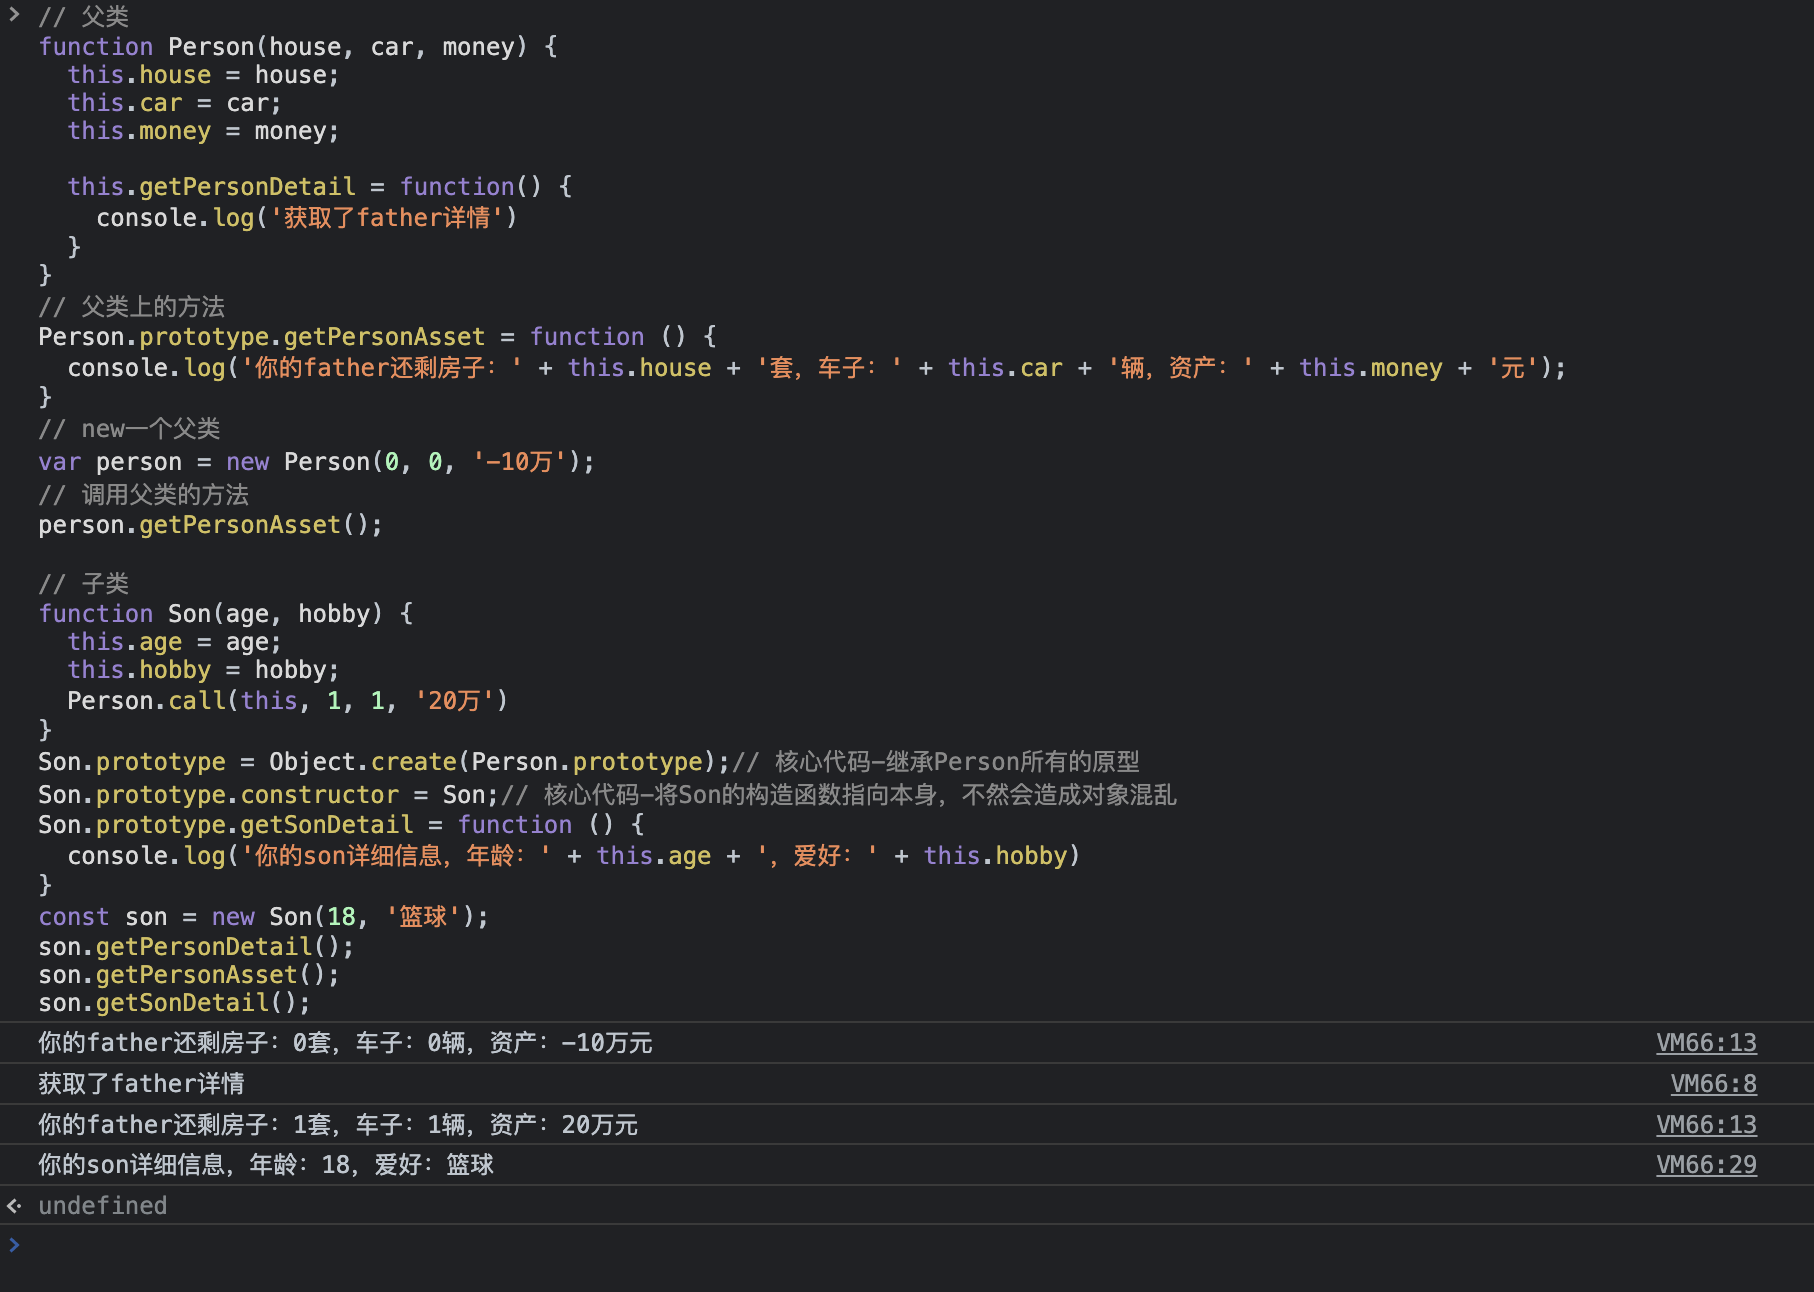 // 父类
function Person(house, car, money) {
  this.house = house;
  this.car = car;
  this.money = money;

  this.getPersonDetail = function() {
    console.log('获取了father详情')
  }
}
// 父类上的方法
Person.prototype.getPersonAsset = function () {
  console.log('你的father还剩房子：' + this.house + '套，车子：' + this.car + '辆，资产：' + this.money + '元');
}
// new一个父类
var person = new Person(0, 0, '-10万');
// 调用父类的方法
person.getPersonAsset();

// 子类
function Son(age, hobby) {
  this.age = age;
  this.hobby = hobby;
  Person.call(this, 1, 1, '20万')
}
Son.prototype = Object.create(Person.prototype);// 核心代码-继承Person所有的原型
Son.prototype.constructor = Son;// 核心代码-将Son的构造函数指向本身，不然会造成对象混乱
Son.prototype.getSonDetail = function () {
  console.log('你的son详细信息，年龄：' + this.age + '，爱好：' + this.hobby)
}
const son = new Son(18, '篮球');
son.getPersonDetail();
son.getPersonAsset();
son.getSonDetail();
你的father还剩房子：0套，车子：0辆，资产：-10万元 VM66:13
获取了father详情 VM66:8
你的father还剩房子：1套，车子：1辆，资产：20万元 VM66:13
你的son详细信息，年龄：18，爱好：篮球 VM66:29
undefined